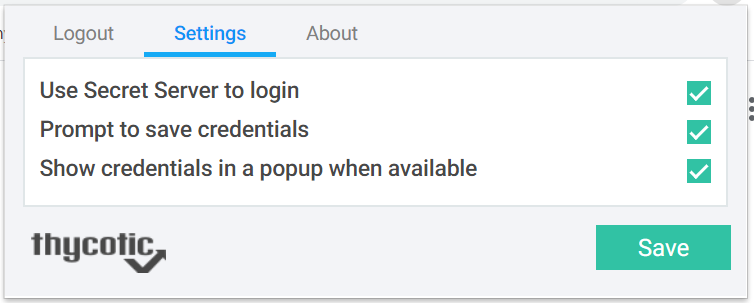 Logout Settings About
Use Secret Server to login
Prompt to save credentials
Show credentials in a popup when available
thycotic Save